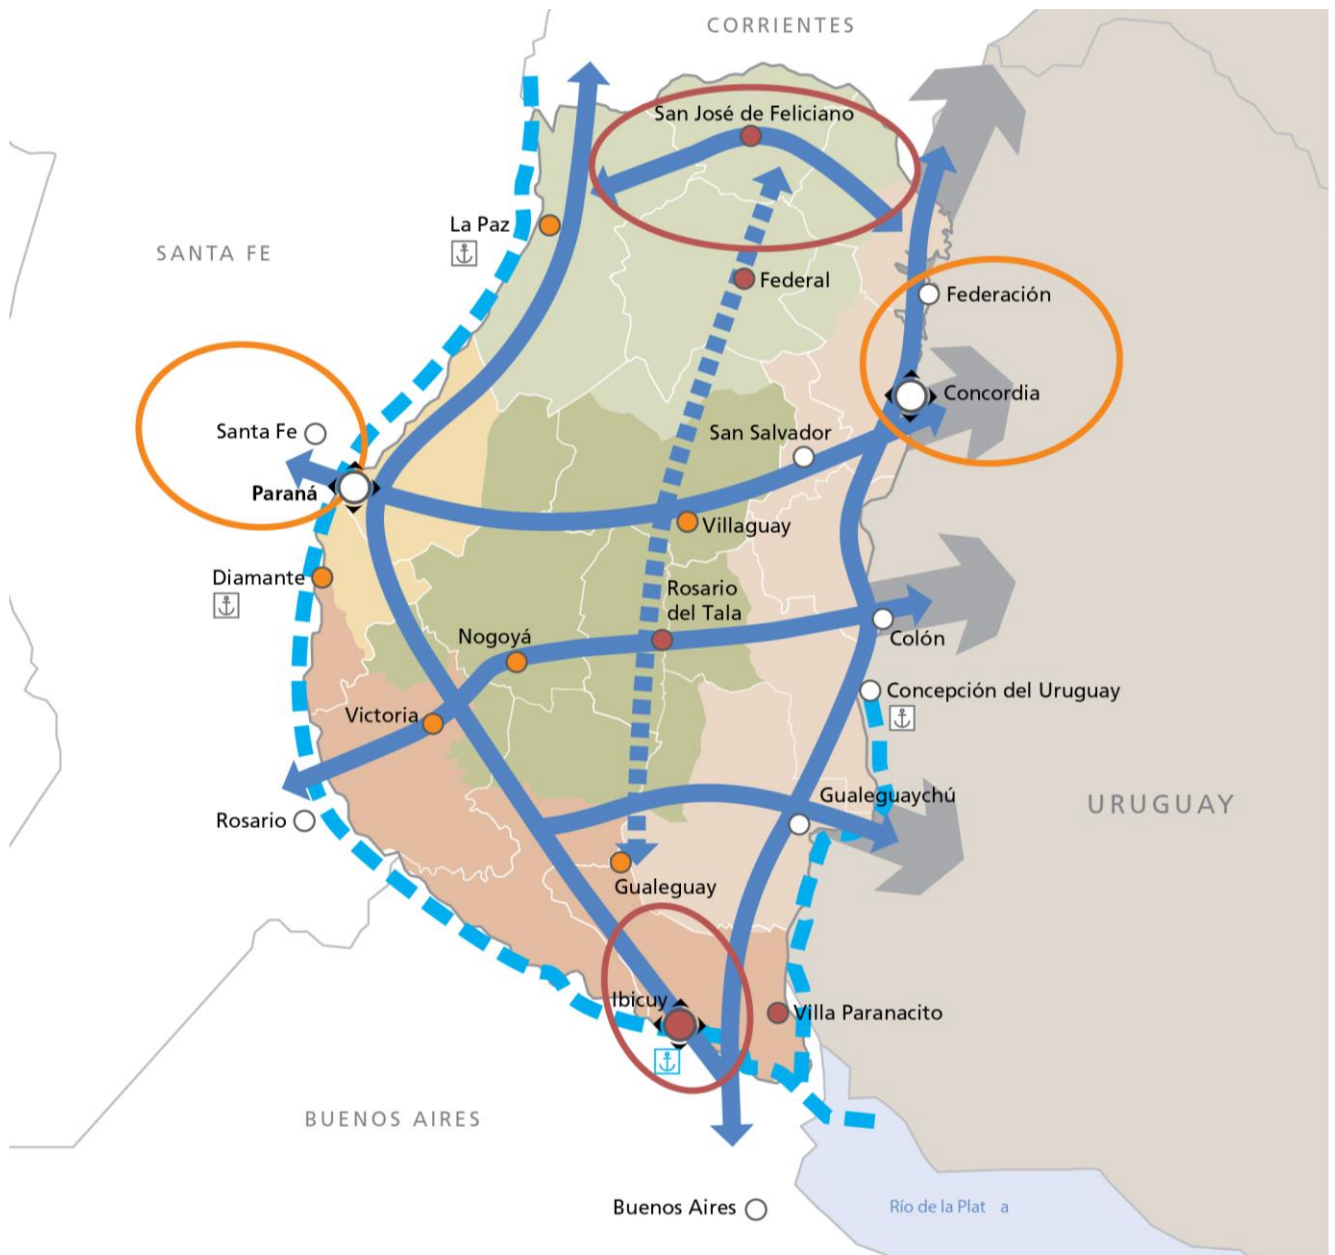 CORRIENTES
San José de Feliciano
La Paz
SANTA FE
Federal
Federación
Concordia
Santa Fe
San Salvador
Paraná
Villaguay
Diamante
Rosario
del Tala
Nogoyá
Colón
Concepción del Uruguay
Victoria
Gualeguaychú
URUGUAY
Rosario
Gualeguay
Ibicuy
Villa Paranacito
BUENOS AIRES
Buenos Aires
Río de la Plat a